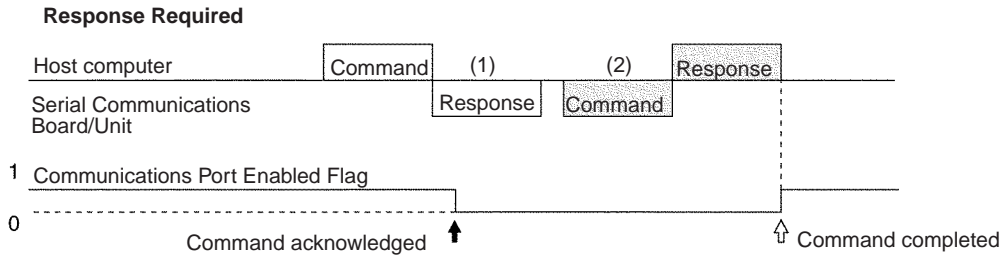 Response Required
Host computer
Command
(1)
(2)
Response
Serial Communications
Board/Unit
Response
Command
1 Communications Port Enabled Flag
0
Command acknowledged
Command completed